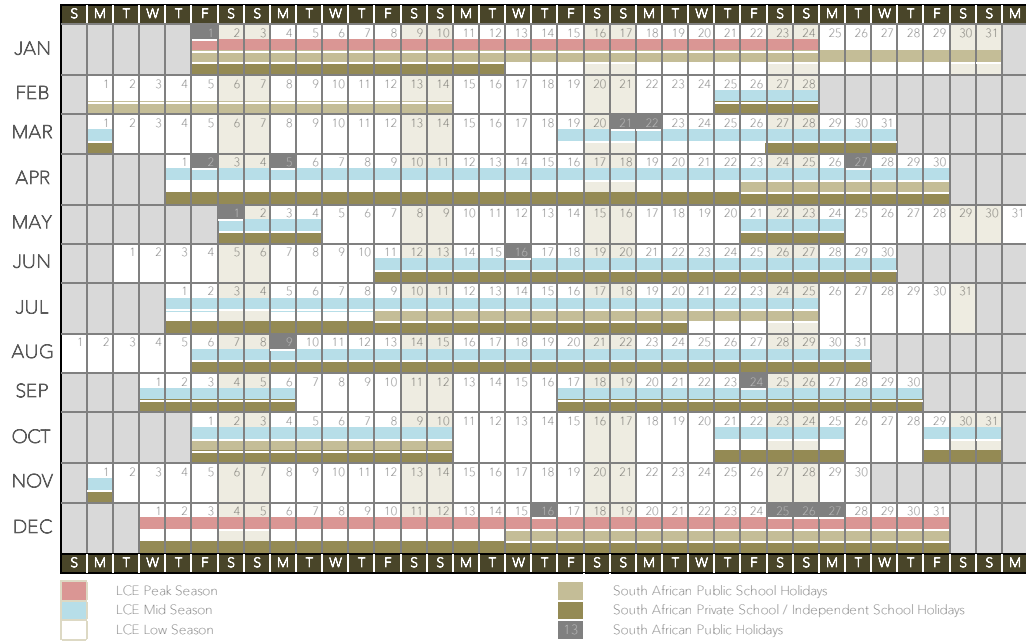 S M T W T F S S M T W T F S S M T W T F S S M T W T F S S M T W T F S S M
JAN 1 2 3 4 5 6 7 8 9 10 11 12 13 14 15 16 17 18 19 20 21 22 23 24 25 26 27 28 29 30 31
FEB 1 2 3 4 5 6 7 8 9 10 11 12 13 14 15 16 17 18 19 20 21 22 23 24 25 26 27 28
MAR 1 2 3 4 5 6 7 8 9 10 11 12 13 14 15 16 17 18 19 20 21 22 23 24 25 26 27 28 29 30 31
APR 1 2 3 4 5 6 7 8 9 10 11 12 13 14 15 16 17 18 19 20 21 22 23 24 25 26 27 28 29 30
MAY 1 2 3 4 5 6 7 8 9 10 11 12 13 14 15 16 17 18 19 20 21 22 23 24 25 26 27 28 29 30 31
JUN 1 2 3 4 5 6 7 8 9 10 11 12 13 14 15 16 17 18 19 20 21 22 23 24 25 26 27 28 29 30
JUL 1 2 3 4 5 6 7 8 9 10 11 12 13 14 15 16 17 18 19 20 21 22 23 24 25 26 27 28 29 30 31
AUG 1 2 3 4 5 6 7 8 9 10 11 12 13 14 15 16 17 18 19 20 21 22 23 24 25 26 27 28 29 30 31
SEP 1 2 3 4 5 6 7 8 9 10 11 12 13 14 15 16 17 18 19 20 21 22 23 24 25 26 27 28 29 30
OCT 1 2 3 4 5 6 7 8 9 10 11 12 13 14 15 16 17 18 19 20 21 22 23 24 25 26 27 28 29 30 31
NOV 1 2 3 4 5 6 7 8 9 10 11 12 13 14 15 16 17 18 19 20 21 22 23 24 25 26 27 28 29 30
DEC 1 2 3 4 5 6 7 8 9 10 11 12 13 14 15 16 17 18 19 20 21 22 23 24 25 26 27 28 29 30 31
S M T W T F S S M T W T F S S M T W T F S S M T W T F S S M T W T F S S M
LCE Peak Season
LCE Mid Season
LCE Low Season
South African Public School Holidays
South African Private School / Independent School Holidays
13 South African Public Holidays